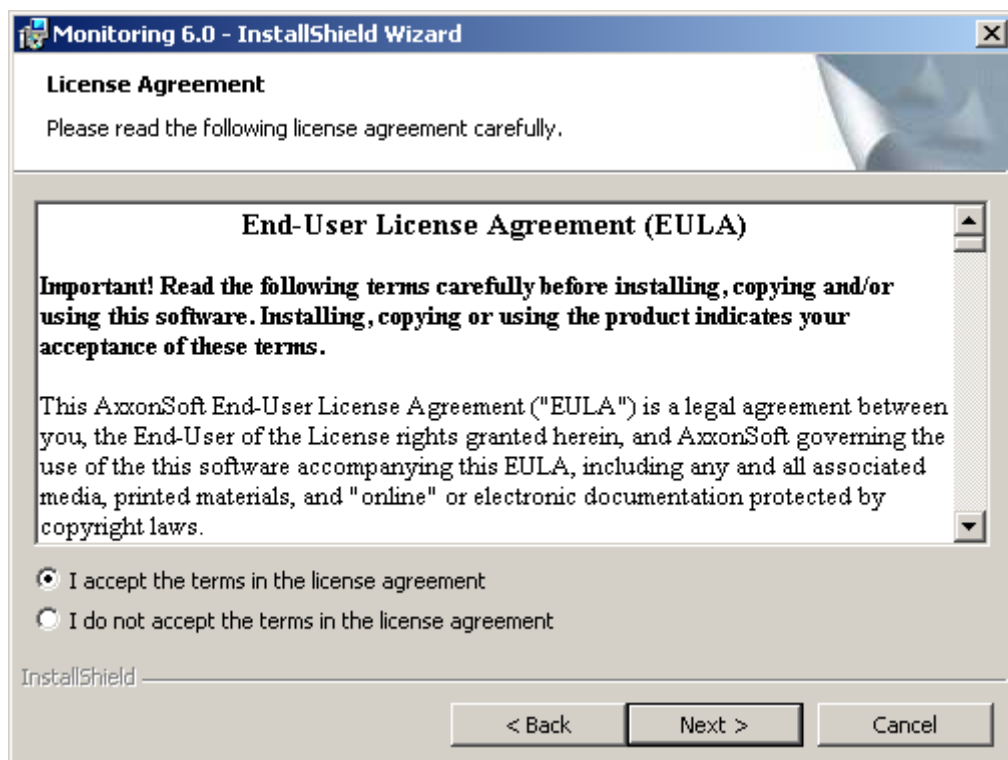 Monitoring 6.0 - InstallShield Wizard
License Agreement
Please read the following license agreement carefully.
End-User License Agreement (EULA)
Important! Read the following terms carefully before installing, copying and/or
using this software. Installing, copying or using the product indicates your
acceptance of these terms.
This AxxonSoft End-User License Agreement ("EULA") is a legal agreement between
you, the End-User of the License rights granted herein, and AxxonSoft governing the
use of the this software accompanying this EULA, including any and all associated
media, printed materials, and "online" or electronic documentation protected by
copyright laws.
I accept the terms in the license agreement
I do not accept the terms in the license agreement
InstallShield
< Back
Next >
Cancel